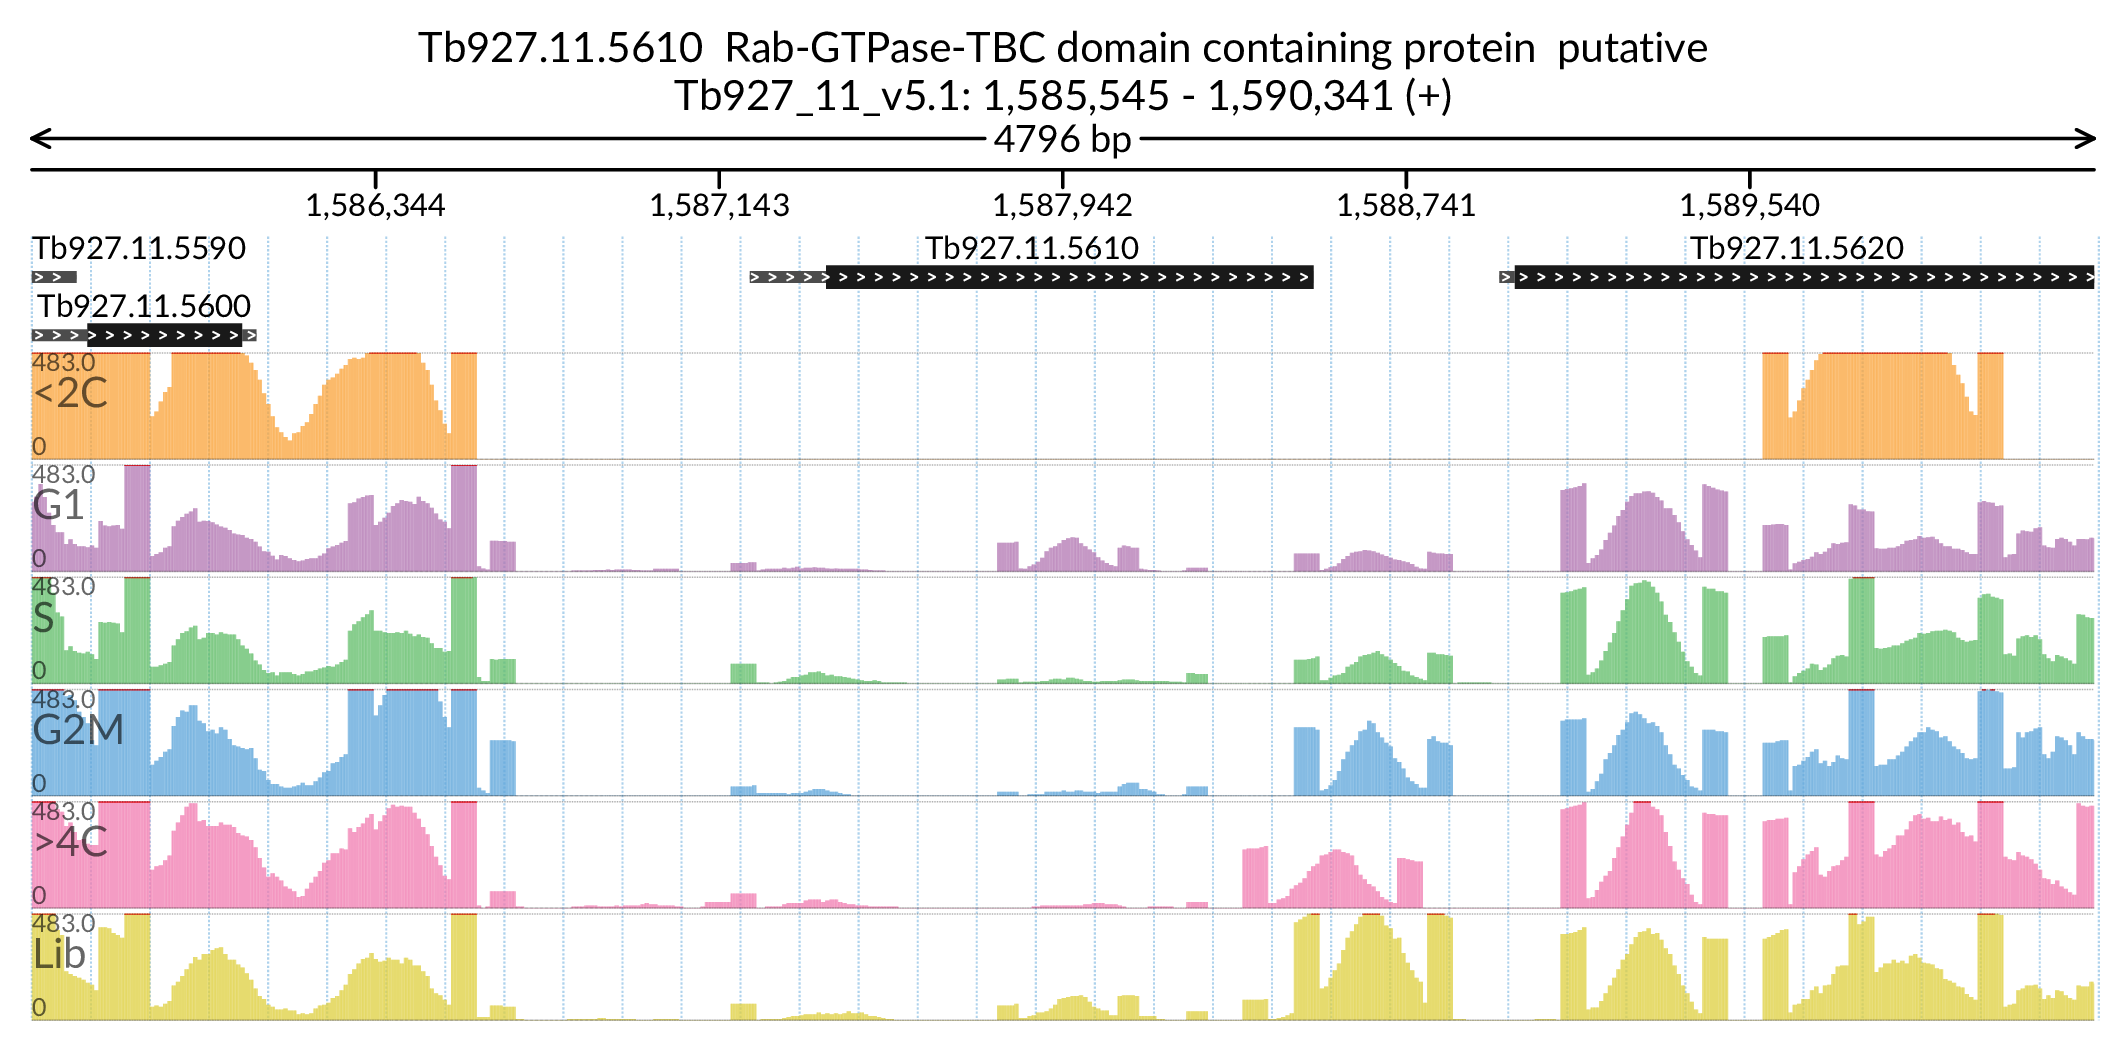 Tb927.11.5610  Rab-GTPase-TBC domain containing protein  putative
Tb927_11_v5.1: 1,585,545 - 1,590,341 (+)
4796 bp
1,586,344 1,587,143 1,587,942 1,588,741 1,589,540
Tb927.11.5590 Tb927.11.5610 Tb927.11.5620
Tb927.11.5600
483.0
<2C
0
483.0
G1
0
483.0
S
0
483.0
G2M
0
483.0
>4C
0
483.0
Lib
0